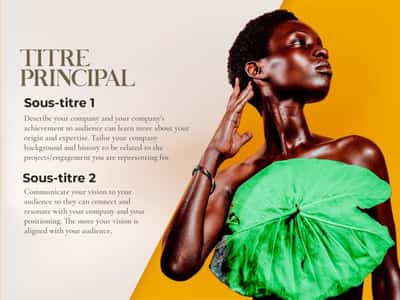 TITRE
PRINCIPAL
Sous-titre 1
Describe your company and your company's
achievement so audience can learn more about your
origin and expertise. Tailor your company
background and history to be related to the
projects/engagement you are representing for.
Sous-titre 2
Communicate your vision to your
audience so they can connect and
resonate with your company and your
positioning. The more your vision is
aligned with your audience,